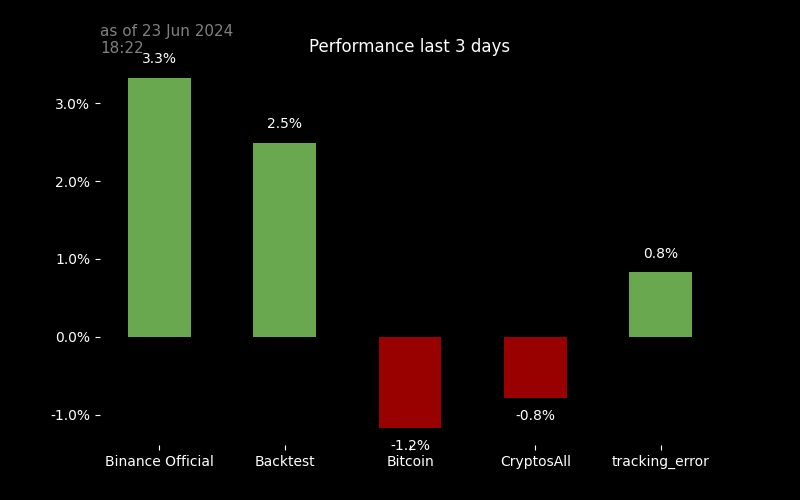 as of 23 Jun 2024
18:22
Performance last 3 days
3.3%
3.0%
2.5%
2.0%
1.0%
0.8%
0.0%
-1.0%
-0.8%
-1.2%
Binance Official
Backtest
Bitcoin
CryptosAll
tracking_error